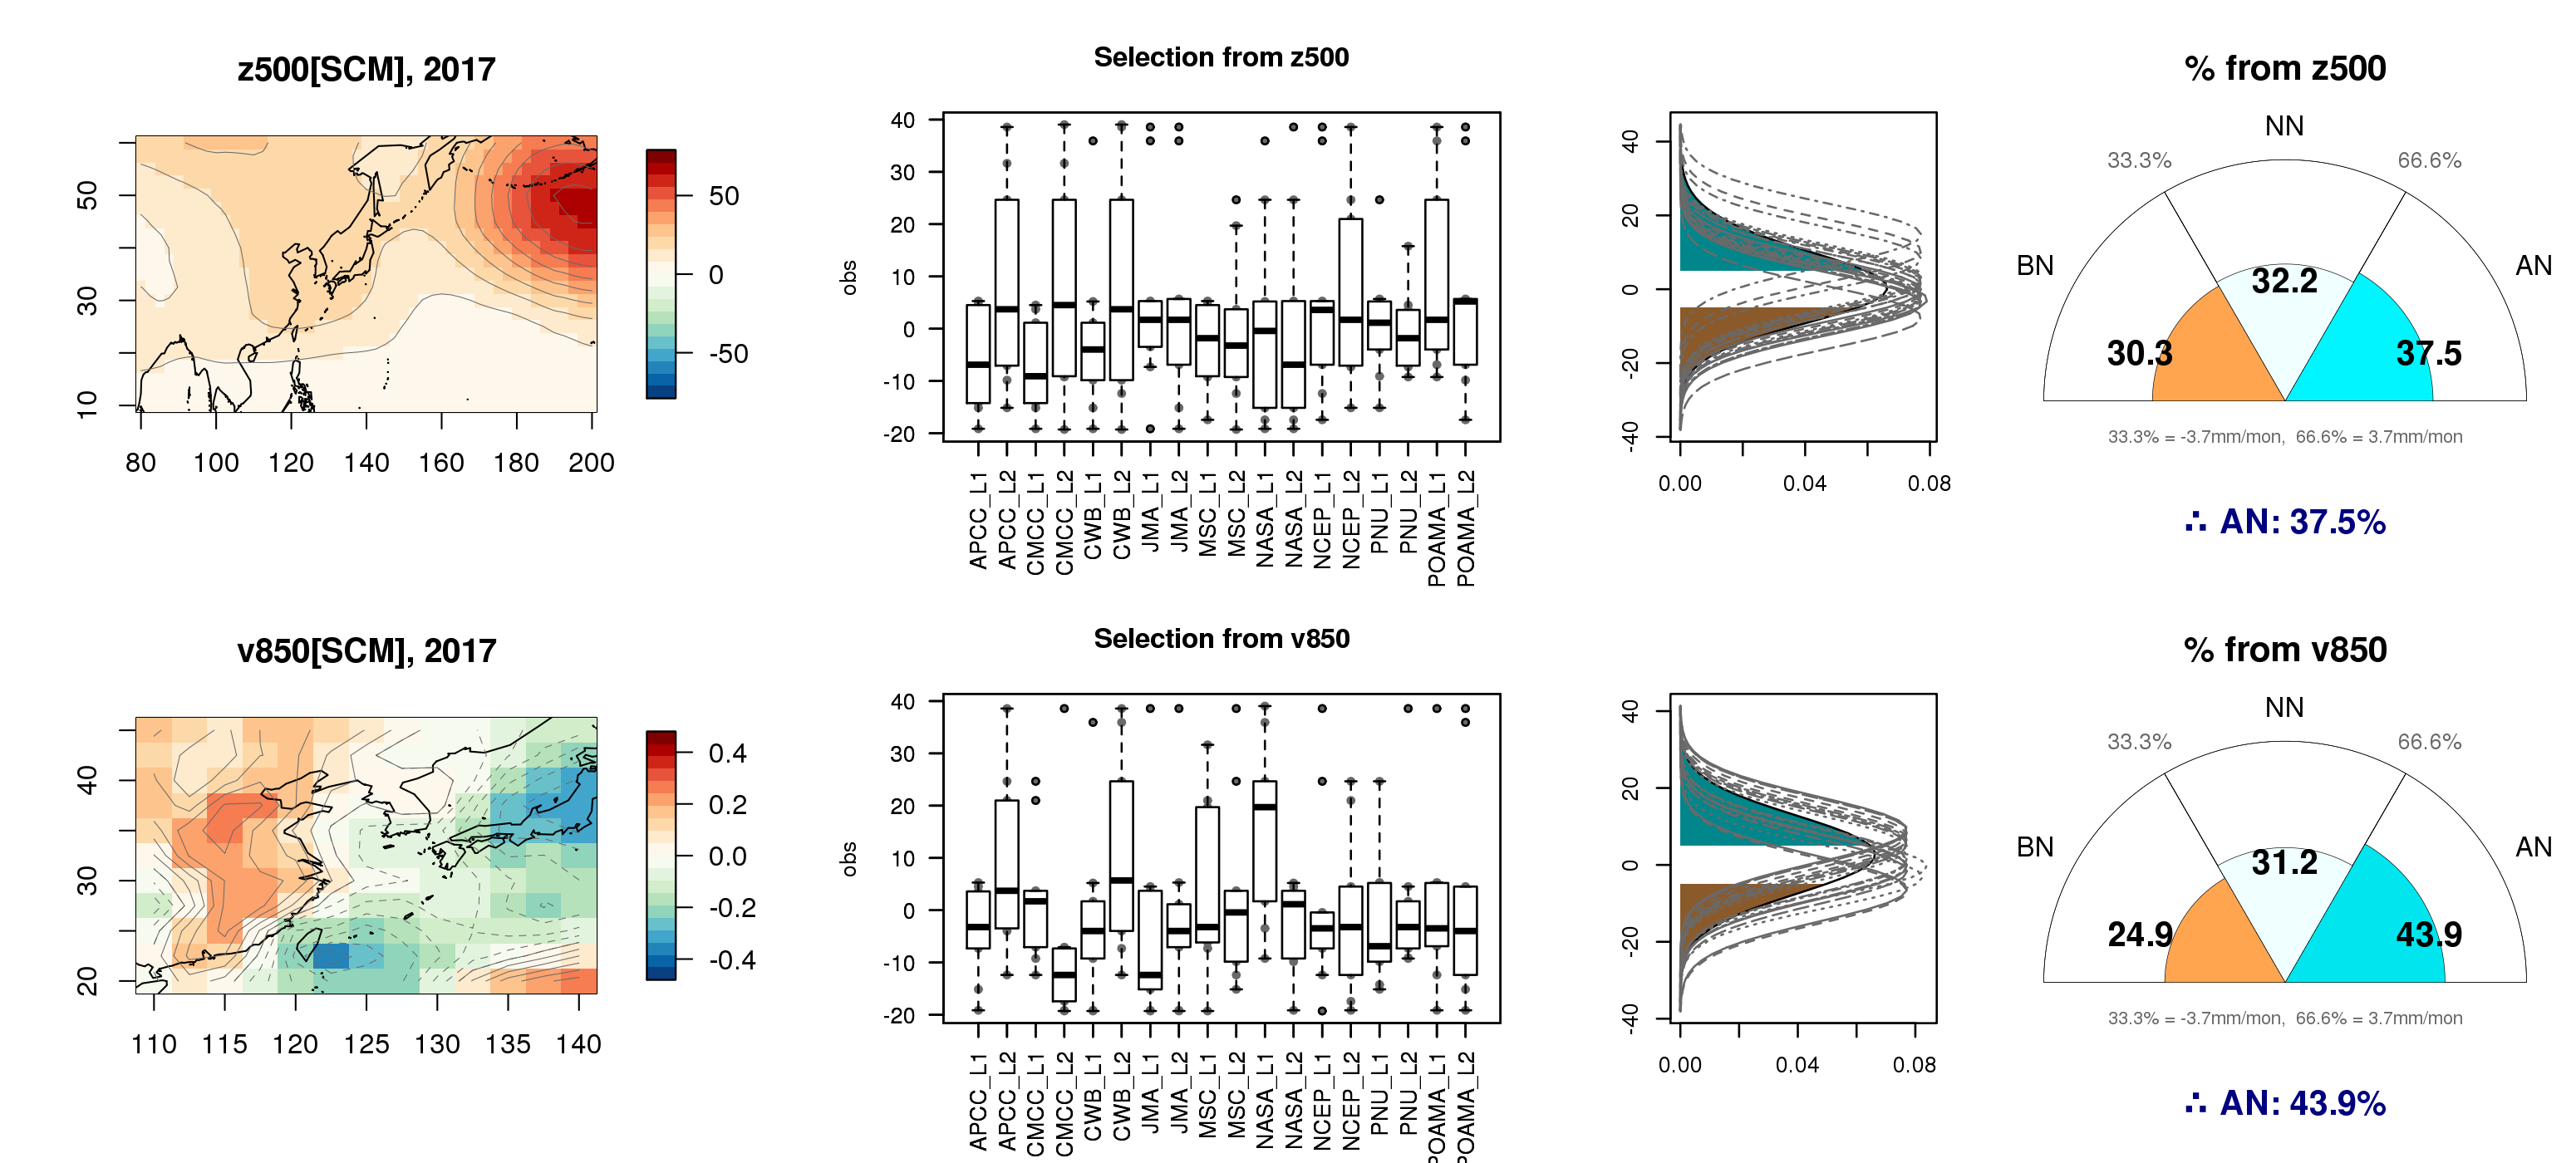 z500[SCM], 2017
50
30
10
80 100 120 140 160 180 200
50
0
-50
Selection from z500
obs
40
30
20
10
0
-10
-20
APCC_L1
APCC_L2
CMCC_L1
CMCC_L2
CWB_L1
CWB_L2
JMA_L1
JMA_L2
MSC_L1
MSC_L2
NASA_L1
NASA_L2
NCEP_L1
NCEP_L2
PNU_L1
PNU_L2
POAMA_L1
POAMA_L2
40
20
0
-20
-40
0.00 0.04 0.08
% from z500
NN
33.3% 66.6%
BN AN
32.2
30.3 37.5
33.3% = -3.7mm/mon, 66.6% = 3.7mm/mon
∴ AN: 37.5%
v850[SCM], 2017
40
30
20
110 115 120 125 130 135 140
0.4
0.2
0.0
-0.2
-0.4
Selection from v850
obs
40
30
20
10
0
-10
-20
APCC_L1
APCC_L2
CMCC_L1
CMCC_L2
CWB_L1
CWB_L2
JMA_L1
JMA_L2
MSC_L1
MSC_L2
NASA_L1
NASA_L2
NCEP_L1
NCEP_L2
PNU_L1
PNU_L2
POAMA_L1
POAMA_L2
40
20
0
-20
-40
0.00 0.04 0.08
% from v850
NN
33.3% 66.6%
BN AN
31.2
24.9 43.9
33.3% = -3.7mm/mon, 66.6% = 3.7mm/mon
∴ AN: 43.9%